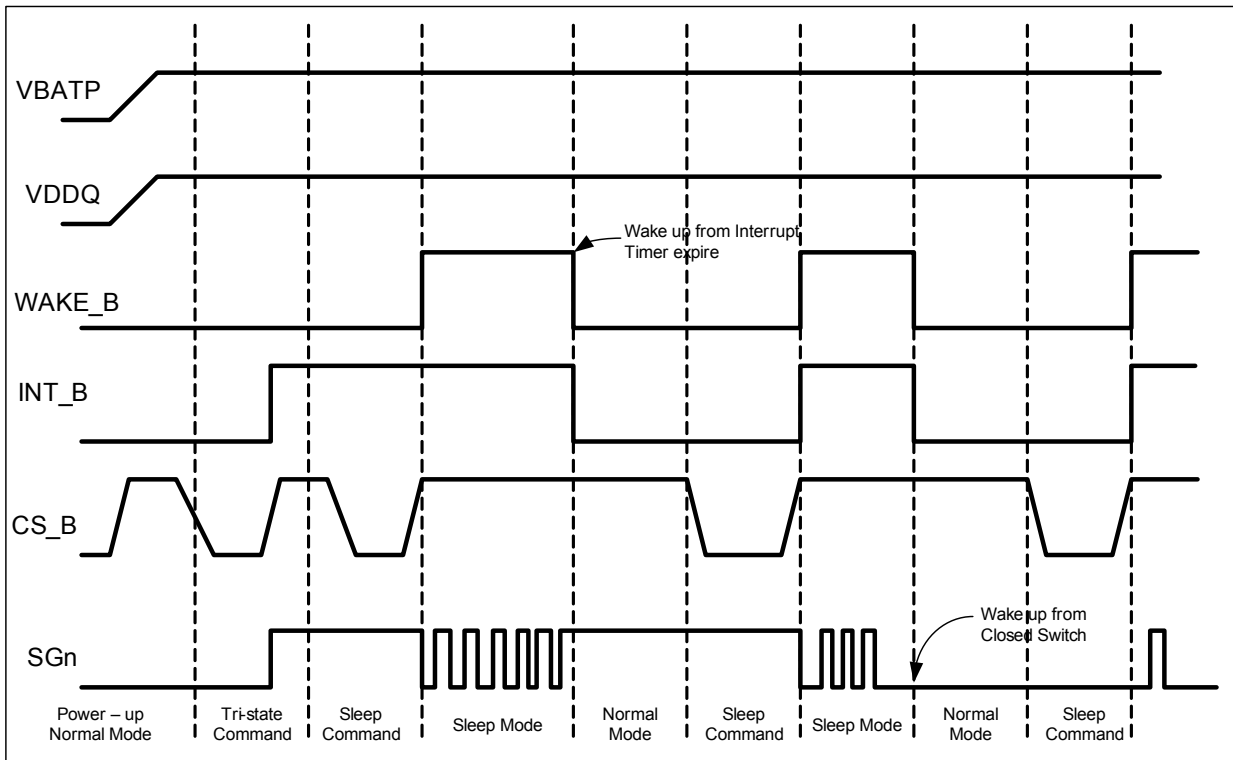 VBATP
VDDQ
Wake up from Interrupt
Timer expire
WAKE_B
INT_B
CS_B
Wake up from
Closed Switch
SGn
Power – up
Normal Mode
Tri-state
Command
Sleep
Command
Sleep Mode
Normal
Mode
Sleep
Command
Sleep Mode
Normal
Mode
Sleep
Command